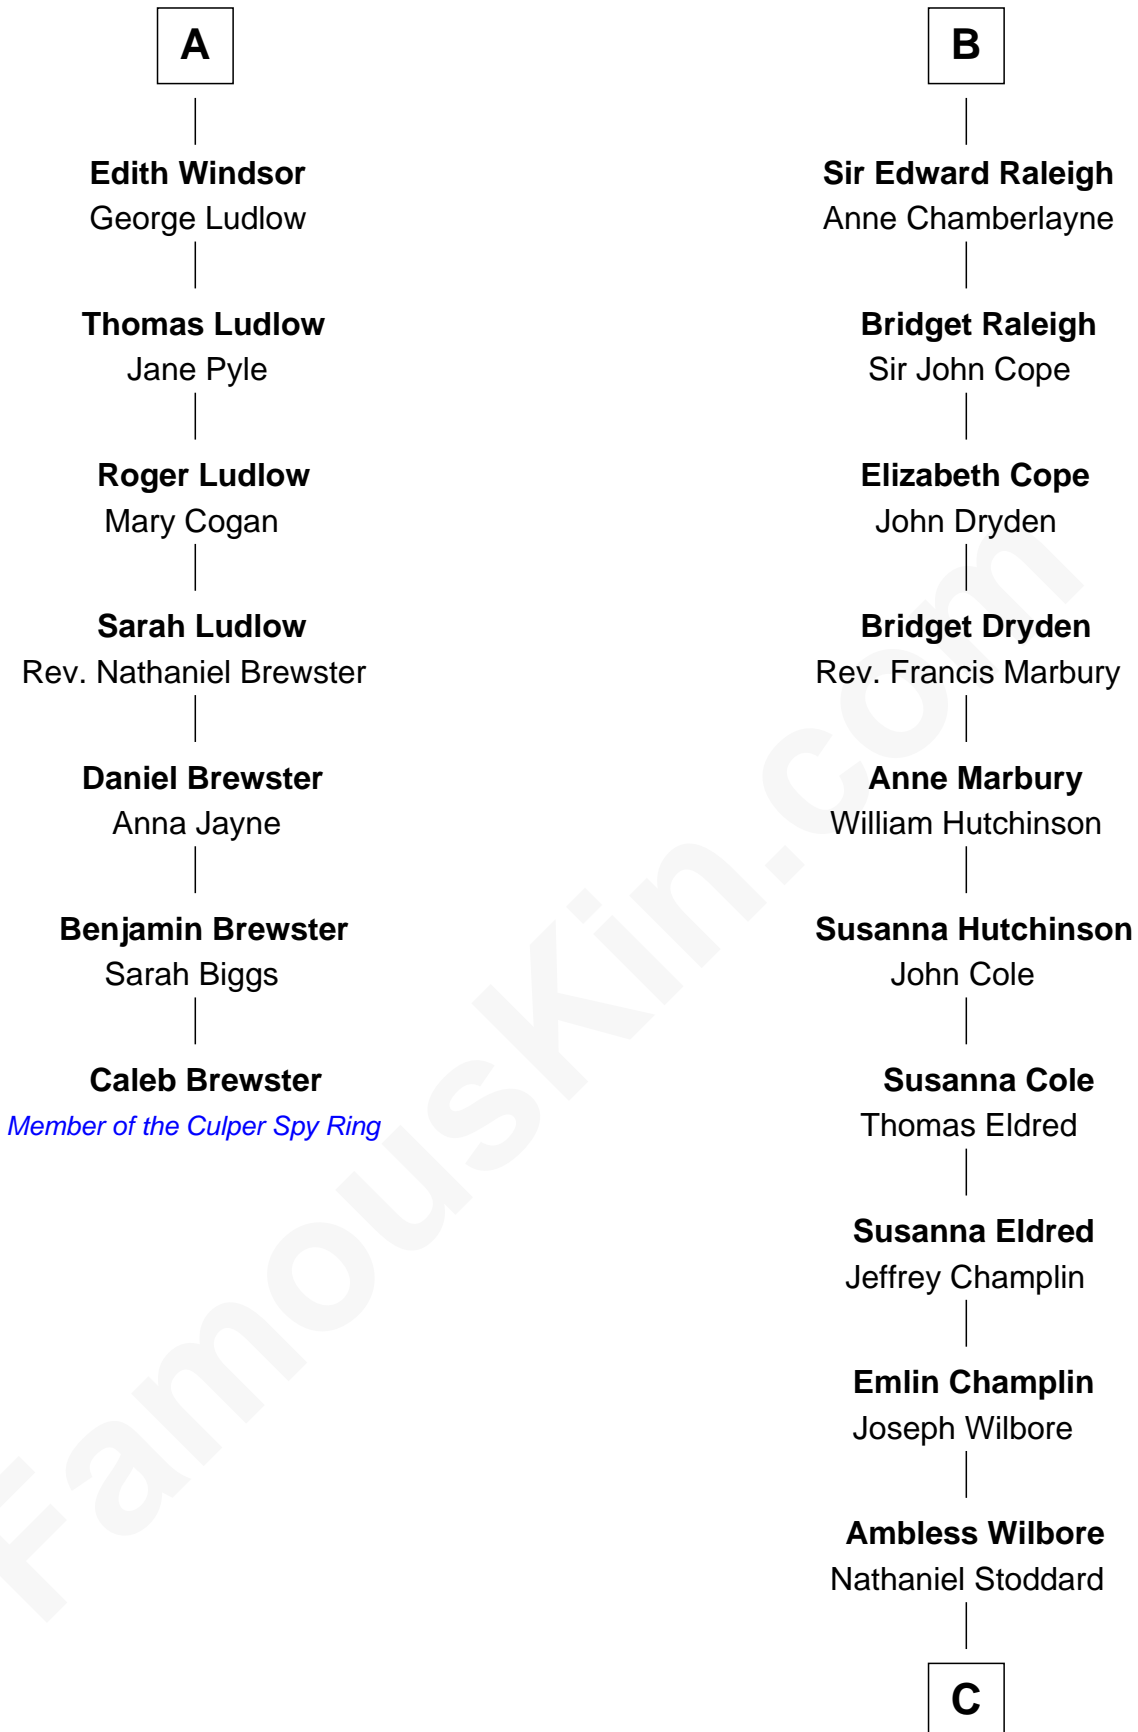 A
Edith Windsor
George Ludlow
Thomas Ludlow
Jane Pyle
Roger Ludlow
Mary Cogan
Sarah Ludlow
Rev. Nathaniel Brewster
Daniel Brewster
Anna Jayne
Benjamin Brewster
Sarah Biggs
Caleb Brewster
Member of the Culper Spy Ring
B
Sir Edward Raleigh
Anne Chamberlayne
Bridget Raleigh
Sir John Cope
Elizabeth Cope
John Dryden
Bridget Dryden
Rev. Francis Marbury
Anne Marbury
William Hutchinson
Susanna Hutchinson
John Cole
Susanna Cole
Thomas Eldred
Susanna Eldred
Jeffrey Champlin
Emlin Champlin
Joseph Wilbore
Ambless Wilbore
Nathaniel Stoddard
C
FamousKin.com